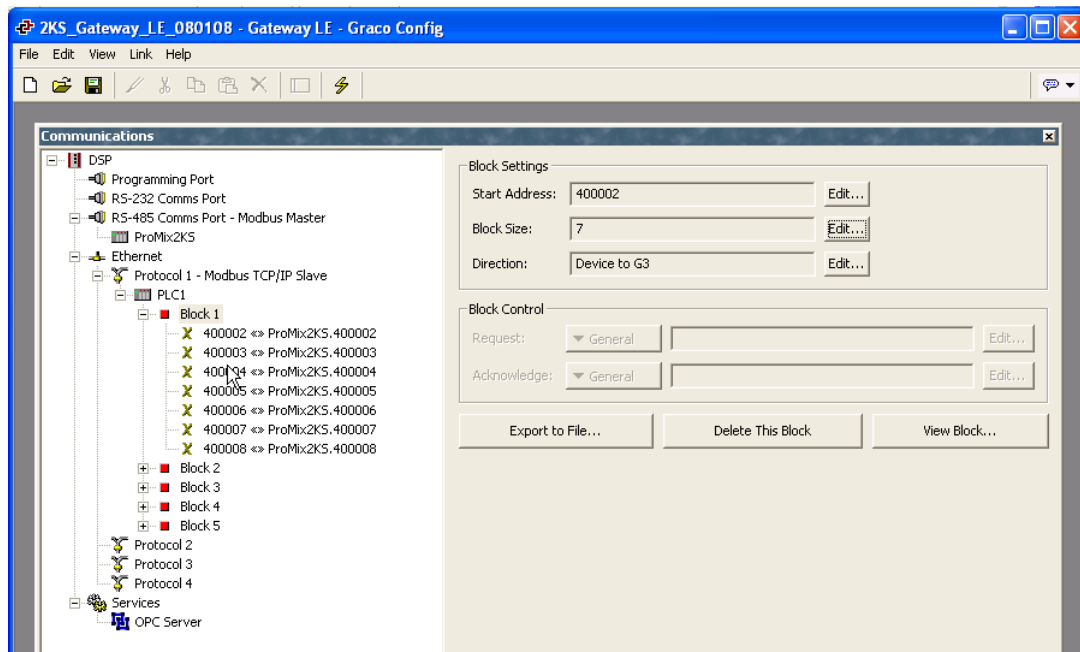 2KS_Gateway_LE_080108 - Gateway LE - Graco Config
File Edit View Link Help
Communications
DSP
Programming Port
RS-232 Comms Port
RS-485 Comms Port - Modbus Master
ProMix2KS
Ethernet
Protocol 1 - Modbus TCP/IP Slave
PLC1
Block 1
400002 «» ProMix2KS.400002
400003 «» ProMix2KS.400003
400004 «» ProMix2KS.400004
400005 «» ProMix2KS.400005
400006 «» ProMix2KS.400006
400007 «» ProMix2KS.400007
400008 «» ProMix2KS.400008
Block 2
Block 3
Block 4
Block 5
Protocol 2
Protocol 3
Protocol 4
Services
OPC Server
Block Settings
Start Address: 400002 Edit...
Block Size: 7 Edit...
Direction: Device to G3 Edit...
Block Control
Request: General Edit...
Acknowledge: General Edit...
Export to File... Delete This Block View Block...